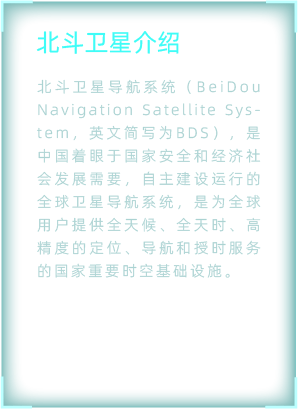 北斗卫星介绍
北斗卫星导航系统（BeiDou
Navigation Satellite Sys-
tem，英文简写为BDS），是
中国着眼于国家安全和经济社
会发展需要，自主建设运行的
全球卫星导航系统，是为全球
用户提供全天候、全天时、高
精度的定位、导航和授时服务
的国家重要时空基础设施。